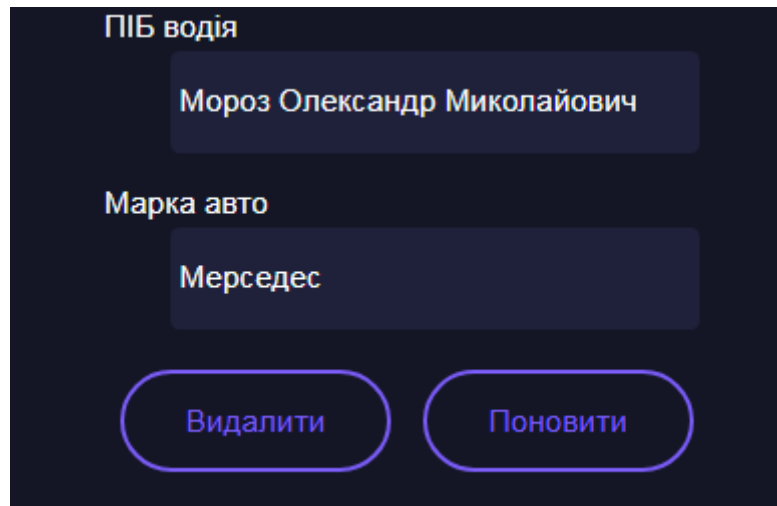 ПІБ водія
Мороз Олександр Миколайович
Марка авто
Мерседес
Видалити Поновити